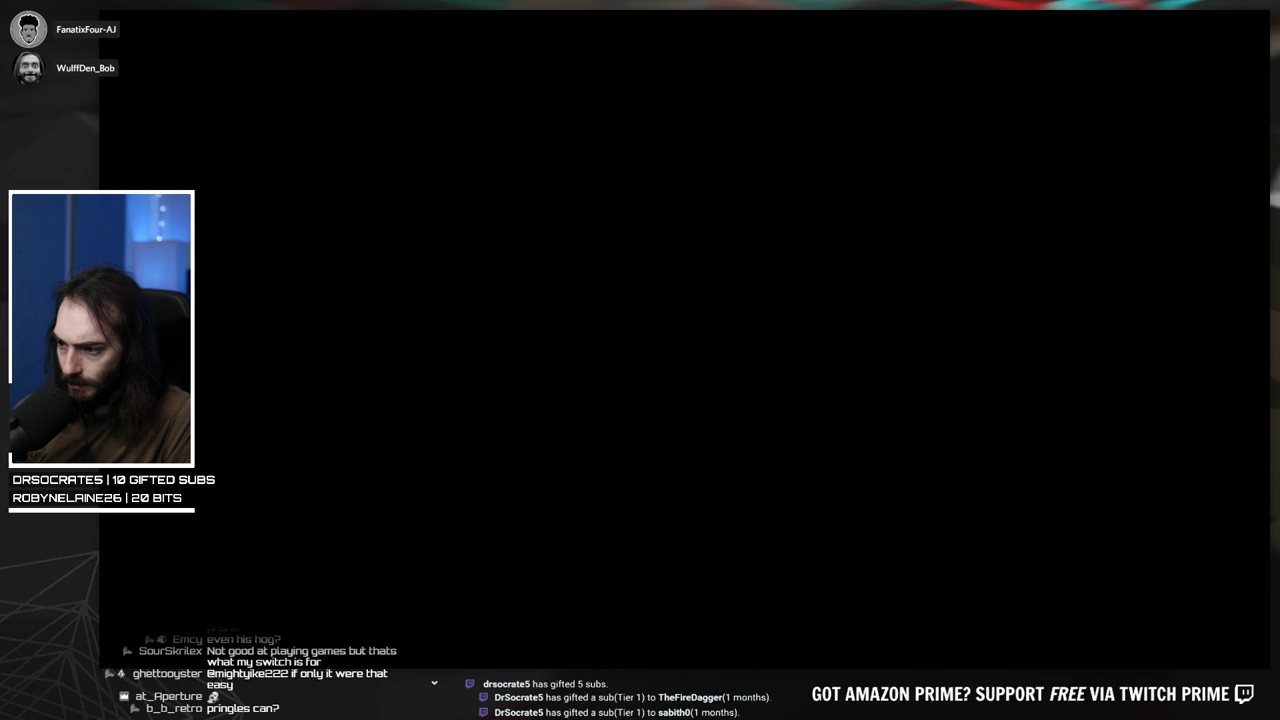 FanatixFour-AJ
WulffDen_Bob
DRSOCRATE5 | 10 GIFTED SUBS
ROBYNELAINE26 | 20 BITS
Emcy even his hog?
SourSkrilex Not good at playing games but thats
what my switch is for
ghettooyster @mightyike222 if only it were that
easy
at_Aperture
b_b_retro pringles can?
drsocrate5 has gifted 5 subs.
DrSocrate5 has gifted a sub(Tier 1) to TheFireDagger(1 months).
DrSocrate5 has gifted a sub(Tier 1) to sabith0(1 months).
GOT AMAZON PRIME? SUPPORT FREE VIA TWITCH PRIME